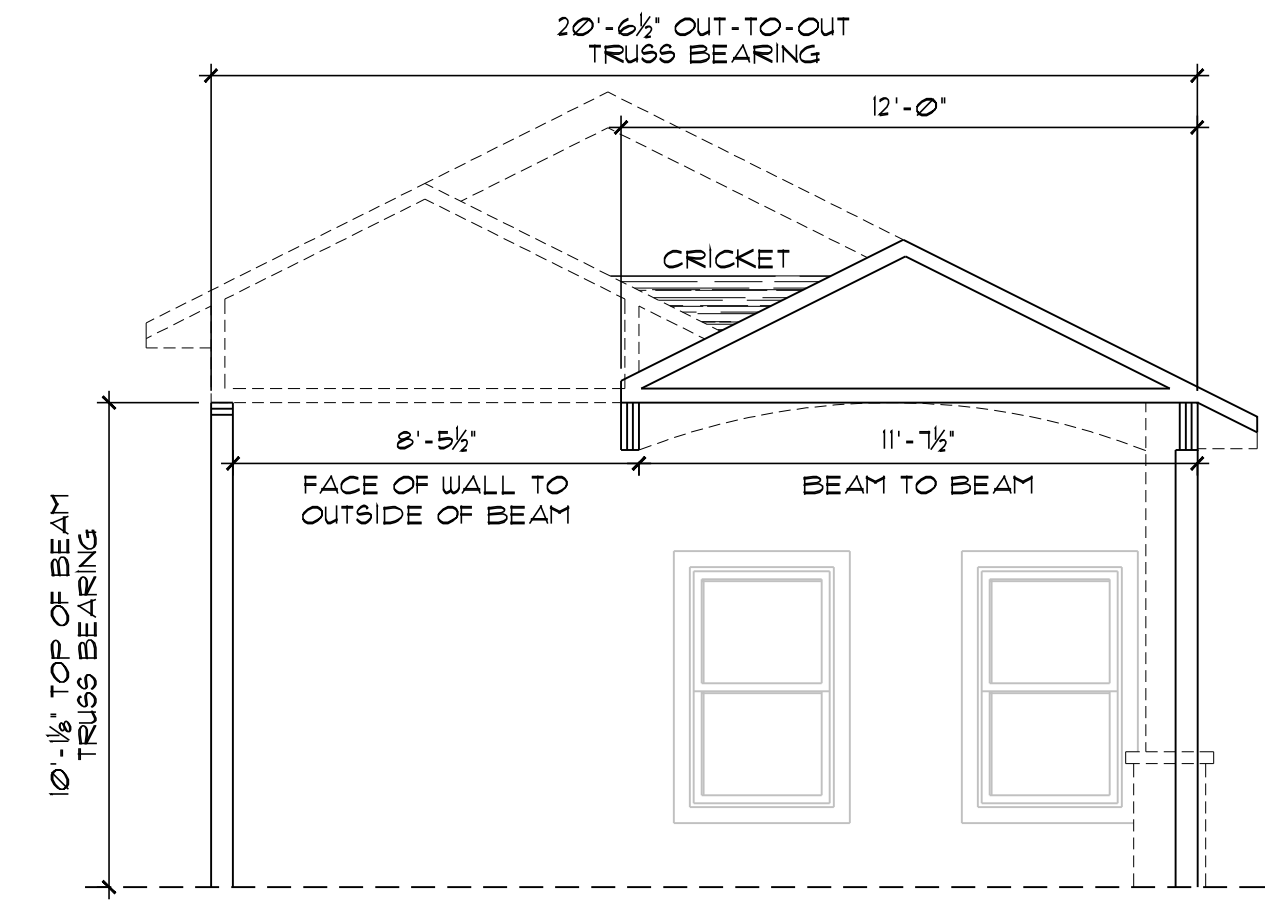 20'-6½" OUT-TO-OUT
TRUSS BEARING
12'-0"
CRICKET
8'-5½"
11'-7½"
FACE OF WALL TO
OUTSIDE OF BEAM
BEAM TO BEAM
10'-1⅛" TOP OF BEAM
TRUSS BEARING